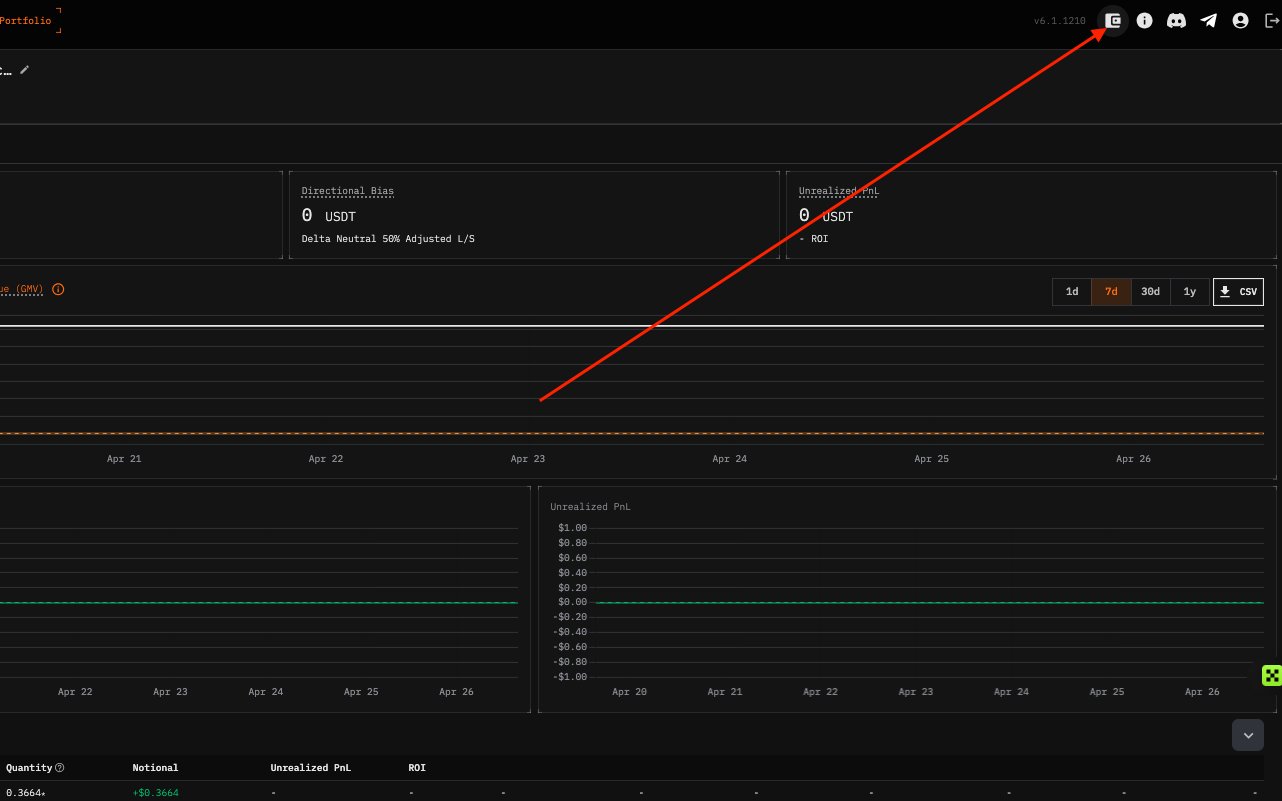 Portfolio
v6.1.1210
Directional Bias
0 USDT
Delta Neutral 50% Adjusted L/S
Unrealized PnL
0 USDT
- ROI
ue (GMV)
1d 7d 30d 1y CSV
Apr 21 Apr 22 Apr 23 Apr 24 Apr 25 Apr 26
Apr 22 Apr 23 Apr 24 Apr 25 Apr 26
Unrealized PnL
$1.00
$0.80
$0.60
$0.40
$0.20
$0.00
-$0.20
-$0.40
-$0.60
-$0.80
-$1.00
Apr 20 Apr 21 Apr 22 Apr 23 Apr 24 Apr 25 Apr 26
Quantity Notional Unrealized PnL ROI
0.3664* +$0.3664 - - - - - - - -